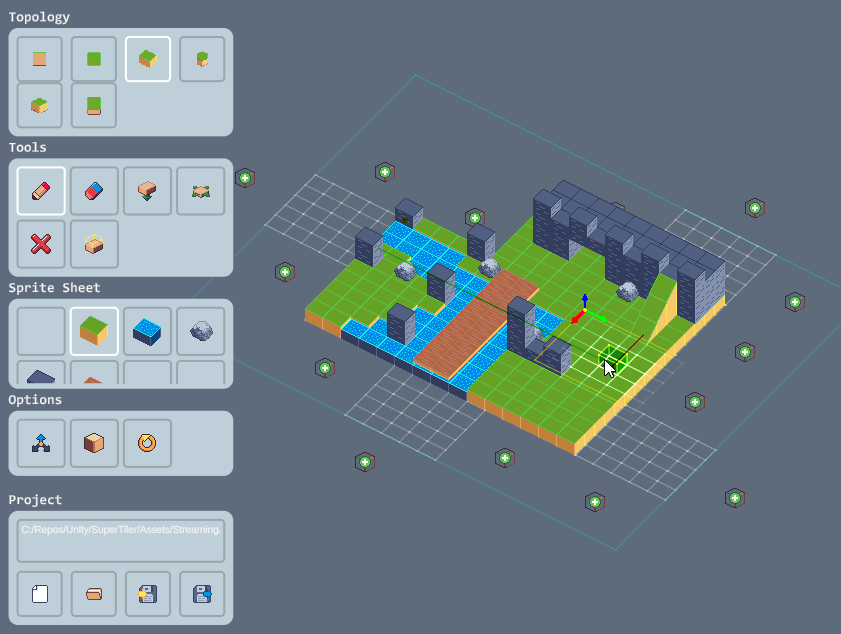 Topology
Tools
Sprite Sheet
Options
Project
C:/Repos/Unity/SuperTiler/Assets/Streaming